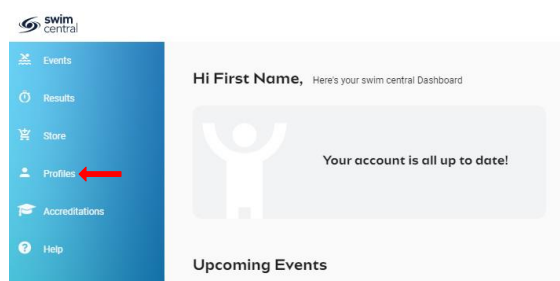 swim
central
Events
Results
Store
Profiles
Accreditations
Help
Hi First Name, Here's your swim central Dashboard
Your account is all up to date!
Upcoming Events